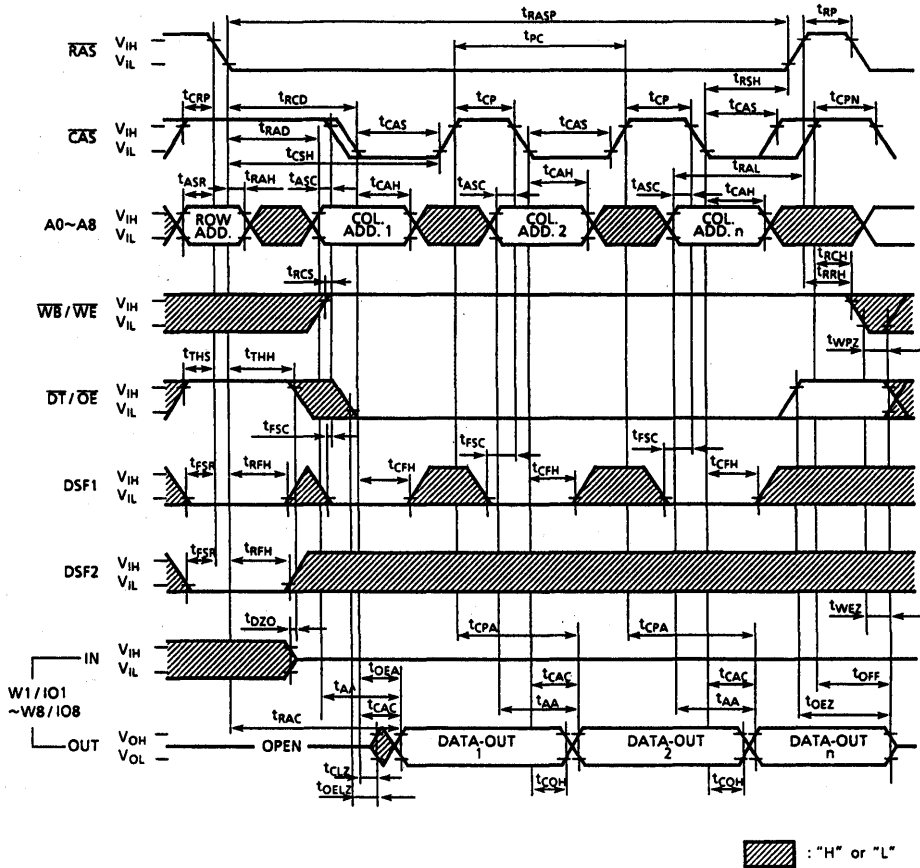 tRASP
tRP
RAS
VIH
VIL
tPC
tRSH
tCRP
tRCD
tCP
tCP
tCAS
tCPN
CAS
VIH
VIL
tRAD
tCAS
tCAS
tCSH
tRAL
tASR
tRAH
tASC
tCAH
tASC
tCAH
tASC
tCAH
A0~A8
VIH
VIL
ROW ADD.
COL. ADD. 1
COL. ADD. 2
COL. ADD. n
tRCH
tRRH
tRCS
WB / WE
VIH
VIL
tWPZ
tTHS
tTHH
DT / OE
VIH
VIL
tFSC
tFSC
tFSC
tFSR
tRFH
tCFH
tCFH
tCFH
DSF1
VIH
VIL
tFSR
tRFH
DSF2
VIH
VIL
tWEZ
tDZO
tCPA
tCPA
IN
VIH
VIL
W1 / IO1
~W8 / IO8
tOEA
tCAC
tCAC
tOFF
tAA
tAA
tAA
tOEZ
tCAC
tRAC
OUT
VOH
VOL
OPEN
DATA-OUT 1
DATA-OUT 2
DATA-OUT n
tCLZ
tOELZ
tCOH
tCOH
: "H" or "L"